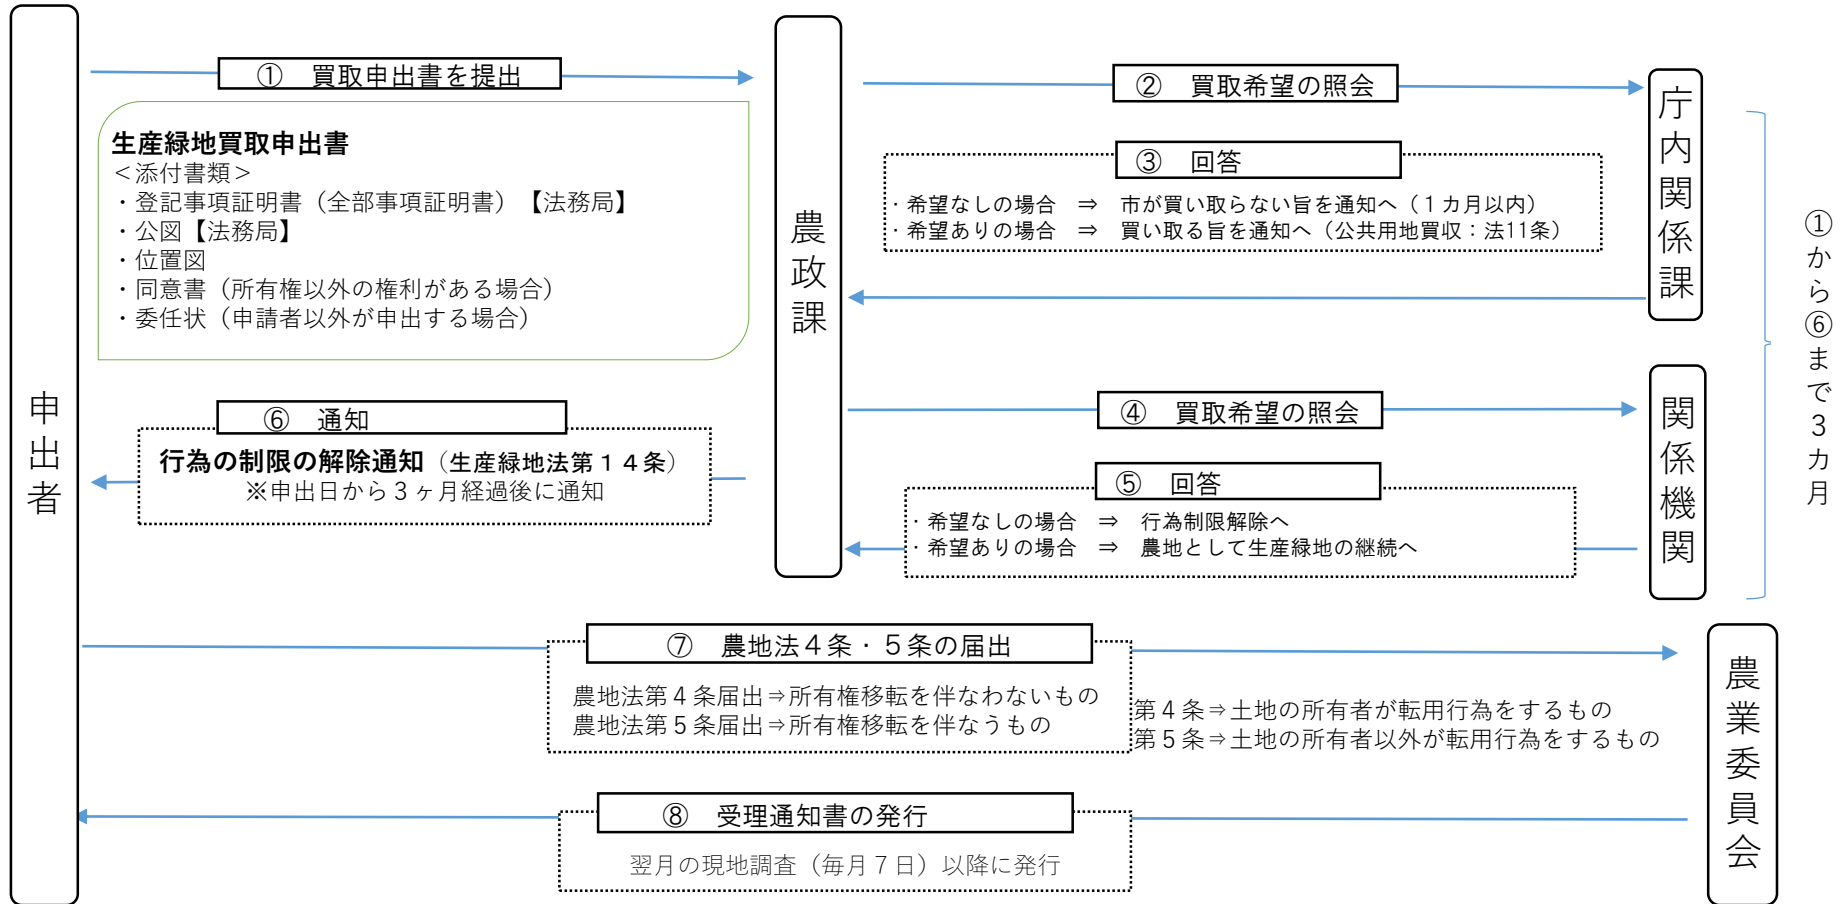 申出者
① 買取申出書を提出
生産緑地買取申出書
＜添付書類＞
・登記事項証明書（全部事項証明書）【法務局】
・公図【法務局】
・位置図
・同意書（所有権以外の権利がある場合）
・委任状（申請者以外が申出する場合）
農政課
② 買取希望の照会
③ 回答
・希望なしの場合 ⇒ 市が買い取らない旨を通知へ（１カ月以内）
・希望ありの場合 ⇒ 買い取る旨を通知へ（公共用地買収：法11条）
庁内関係課
④ 買取希望の照会
⑤ 回答
・希望なしの場合 ⇒ 行為制限解除へ
・希望ありの場合 ⇒ 農地として生産緑地の継続へ
関係機関
①から⑥まで３カ月
⑥ 通知
行為の制限の解除通知（生産緑地法第１４条）
※申出日から３ヶ月経過後に通知
⑦ 農地法４条・５条の届出
農地法第４条届出⇒所有権移転を伴なわないもの
農地法第５条届出⇒所有権移転を伴なうもの
第４条⇒土地の所有者が転用行為をするもの
第５条⇒土地の所有者以外が転用行為をするもの
農業委員会
⑧ 受理通知書の発行
翌月の現地調査（毎月７日）以降に発行